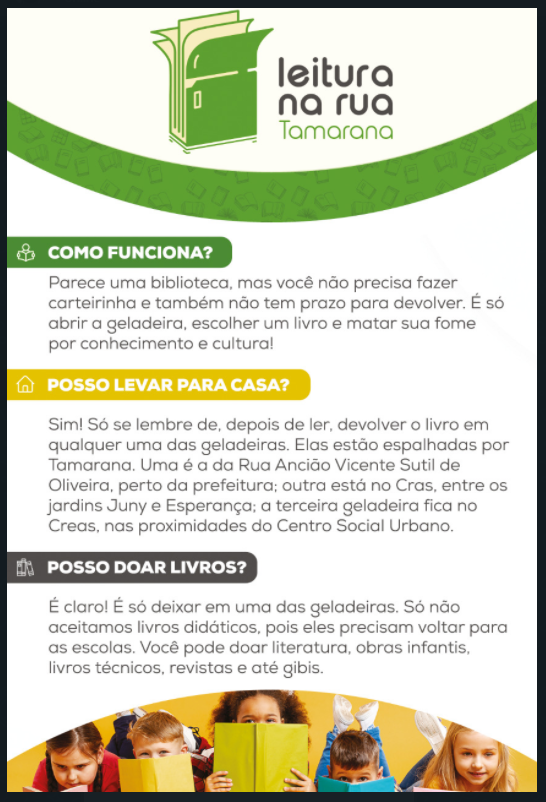 leitura
na rua
Tamarana
COMO FUNCIONA?
Parece uma biblioteca, mas você não precisa fazer
carteirinha e também não tem prazo para devolver. É só
abrir a geladeira, escolher um livro e matar sua fome
por conhecimento e cultura!
POSSO LEVAR PARA CASA?
Sim! Só se lembre de, depois de ler, devolver o livro em
qualquer uma das geladeiras. Elas estão espalhadas por
Tamarana. Uma é a da Rua Ancião Vicente Sutil de
Oliveira, perto da prefeitura; outra está no Cras, entre os
jardins Juny e Esperança; a terceira geladeira fica no
Creas, nas proximidades do Centro Social Urbano.
POSSO DOAR LIVROS?
É claro! É só deixar em uma das geladeiras. Só não
aceitamos livros didáticos, pois eles precisam voltar para
as escolas. Você pode doar literatura, obras infantis,
livros técnicos, revistas e até gibis.